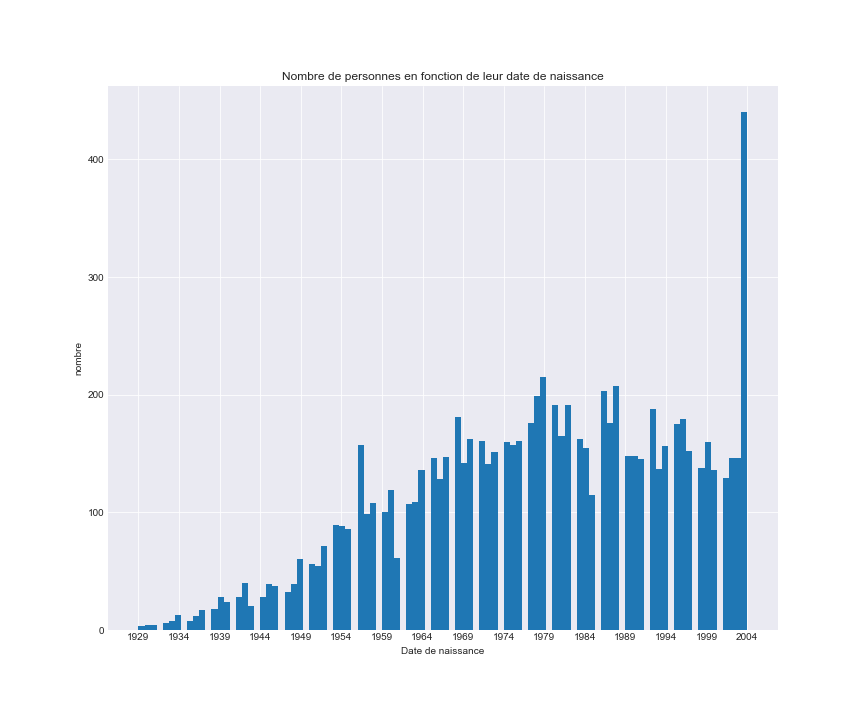 Nombre de personnes en fonction de leur date de naissance
400
300
200
100
0
nombre
1929 1934 1939 1944 1949 1954 1959 1964 1969 1974 1979 1984 1989 1994 1999 2004
Date de naissance